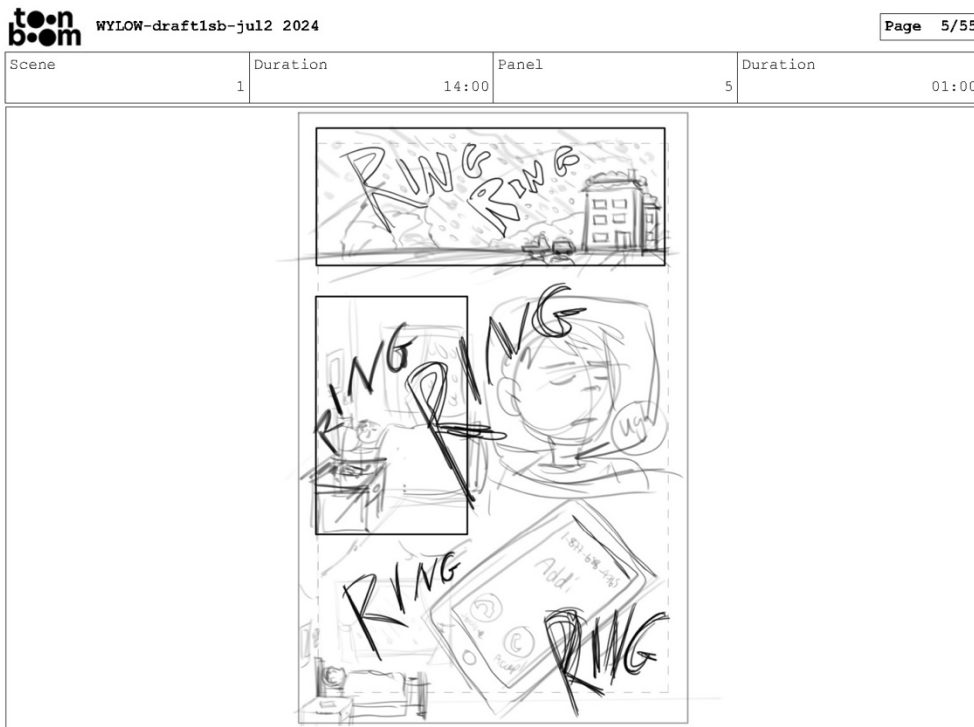 toon
boom
WYLOW-draft1sb-jul2 2024
Page 5/55
Scene
1
Duration
14:00
Panel
5
Duration
01:00
RING
RING
RING
RING
Ugh
Addi
RING
RING